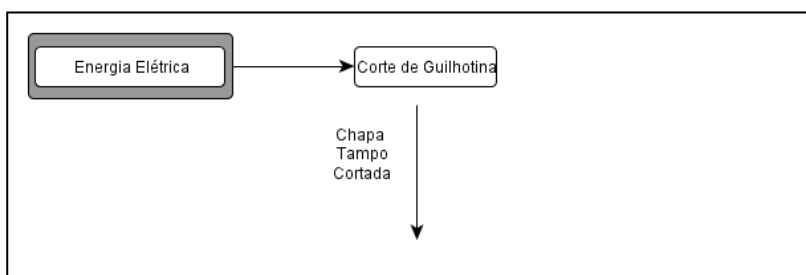 Energia Elétrica
Corte de Guilhotina
Chapa
Tampo
Cortada